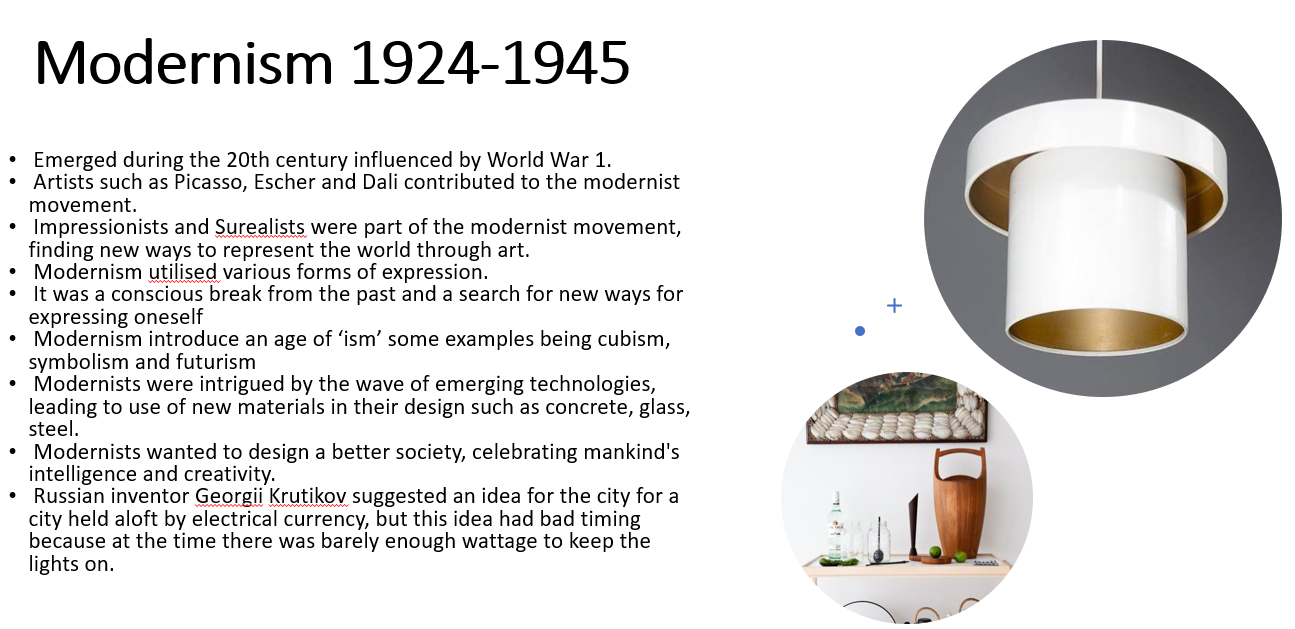 Modernism 1924-1945
• Emerged during the 20th century influenced by World War 1.
• Artists such as Picasso, Escher and Dali contributed to the modernist
movement.
• Impressionists and Surealists were part of the modernist movement,
finding new ways to represent the world through art.
• Modernism utilised various forms of expression.
• It was a conscious break from the past and a search for new ways for
expressing oneself
• Modernism introduce an age of ‘ism’ some examples being cubism,
symbolism and futurism
• Modernists were intrigued by the wave of emerging technologies,
leading to use of new materials in their design such as concrete, glass,
steel.
• Modernists wanted to design a better society, celebrating mankind's
intelligence and creativity.
• Russian inventor Georgii Krutikov suggested an idea for the city for a
city held aloft by electrical currency, but this idea had bad timing
because at the time there was barely enough wattage to keep the
lights on.